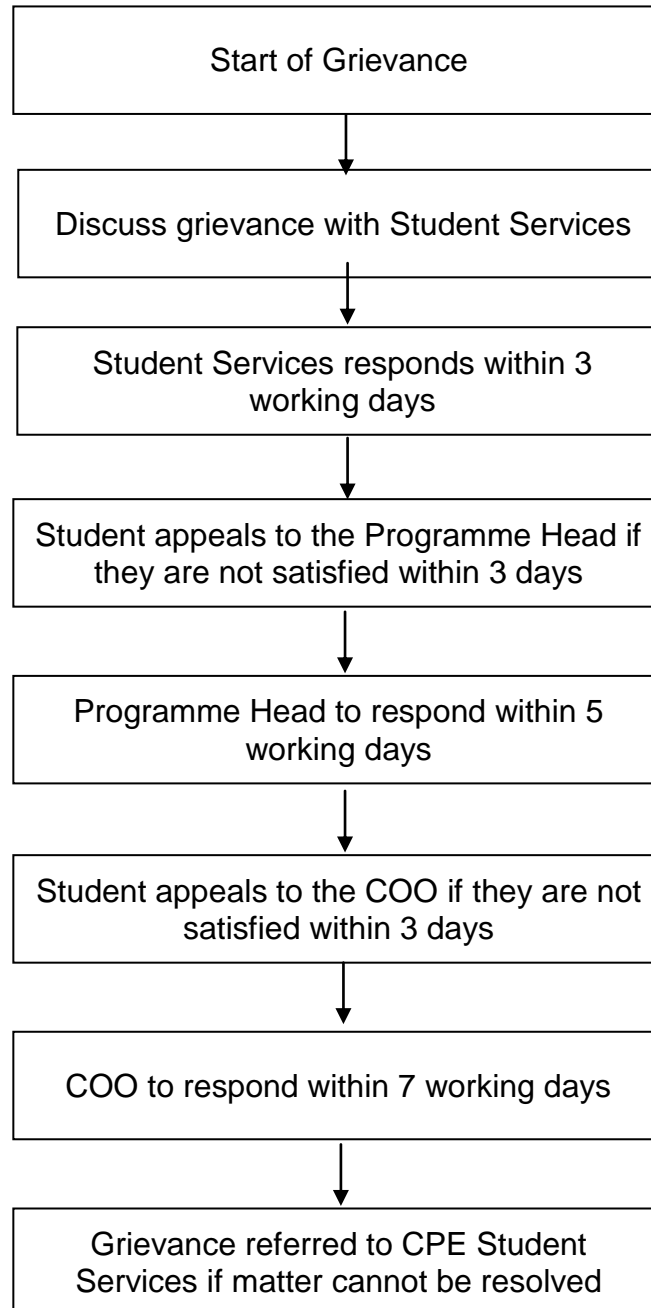 Start of Grievance
Discuss grievance with Student Services
Student Services responds within 3
working days
Student appeals to the Programme Head if
they are not satisfied within 3 days
Programme Head to respond within 5
working days
Student appeals to the COO if they are not
satisfied within 3 days
COO to respond within 7 working days
Grievance referred to CPE Student
Services if matter cannot be resolved